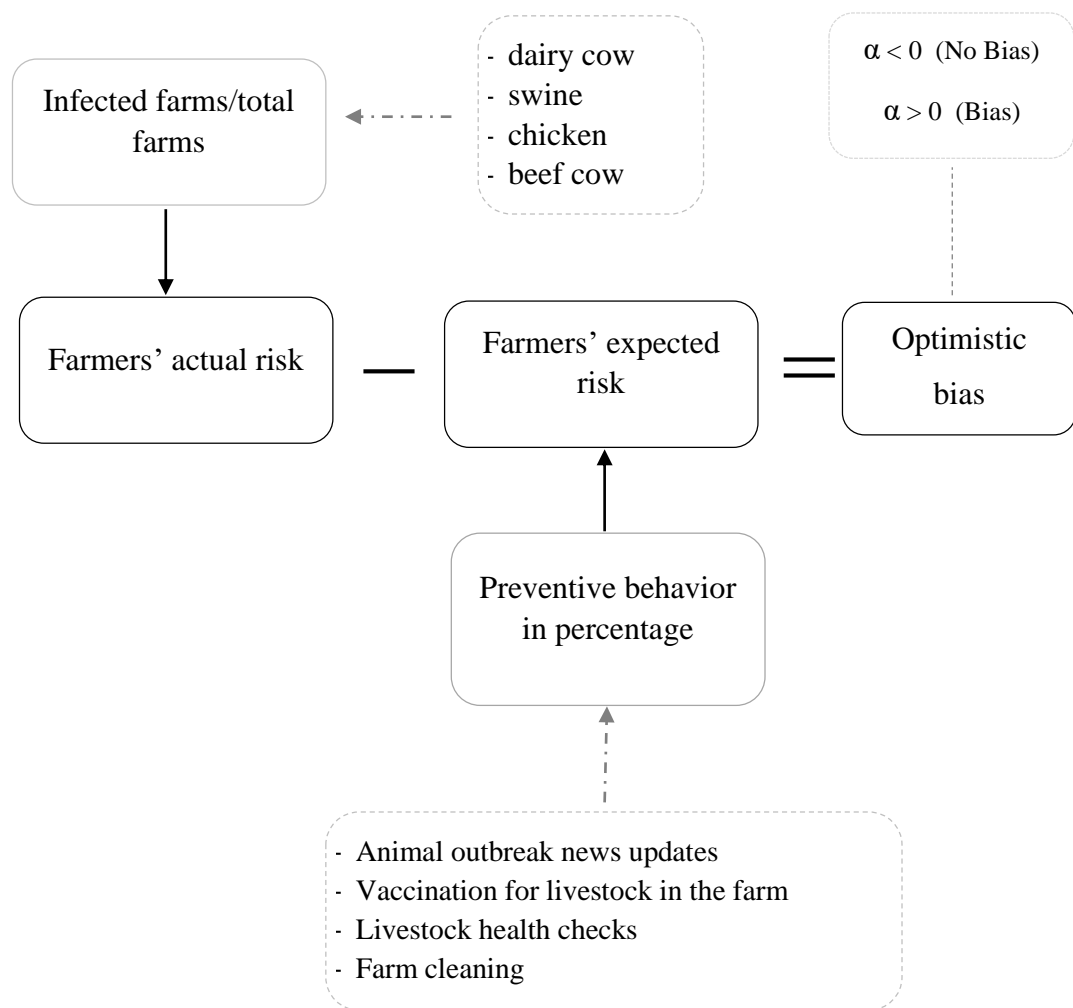 Infected farms/total
farms
- dairy cow
- swine
- chicken
- beef cow
α < 0 (No Bias)
α > 0 (Bias)
Farmers’ actual risk
Farmers’ expected
risk
Optimistic
bias
Preventive behavior
in percentage
- Animal outbreak news updates
- Vaccination for livestock in the farm
- Livestock health checks
- Farm cleaning